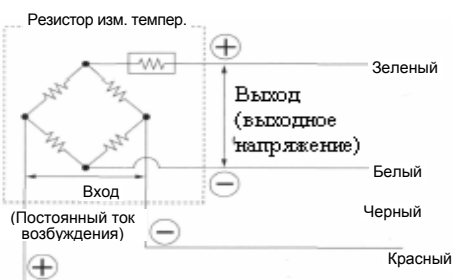 Резистор изм. темпер.
Зеленый
Выход
(выходное
напряжение)
Белый
Вход
(Постоянный ток
возбуждения)
Черный
Красный